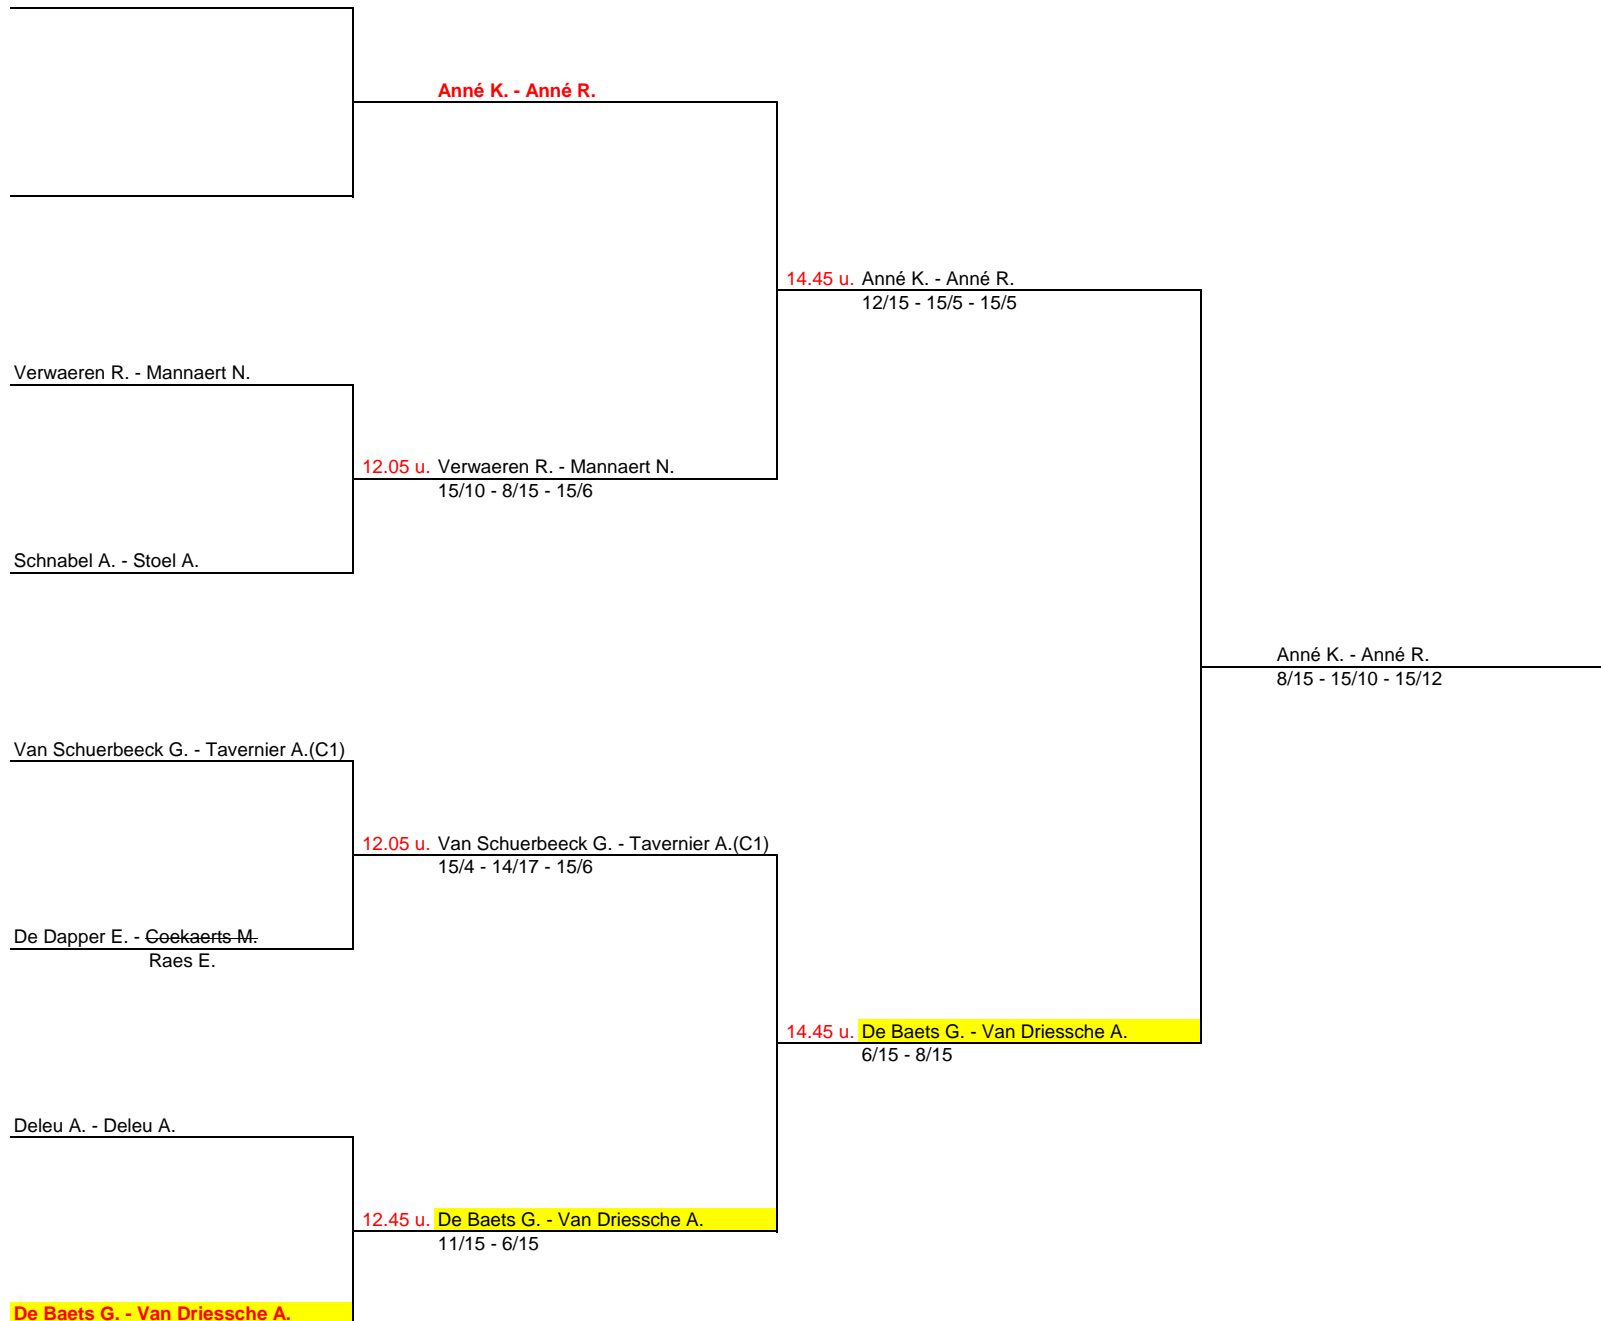 Anné K. - Anné R.
14.45 u. Anné K. - Anné R.
12/15 - 15/5 - 15/5
Verwaeren R. - Mannaert N.
12.05 u. Verwaeren R. - Mannaert N.
15/10 - 8/15 - 15/6
Schnabel A. - Stoel A.
Anné K. - Anné R.
8/15 - 15/10 - 15/12
Van Schuerbeeck G. - Tavernier A.(C1)
12.05 u. Van Schuerbeeck G. - Tavernier A.(C1)
15/4 - 14/17 - 15/6
De Dapper E. - Coekaerts M.
Raes E.
14.45 u. De Baets G. - Van Driessche A.
6/15 - 8/15
Deleu A. - Deleu A.
12.45 u. De Baets G. - Van Driessche A.
11/15 - 6/15
De Baets G. - Van Driessche A.